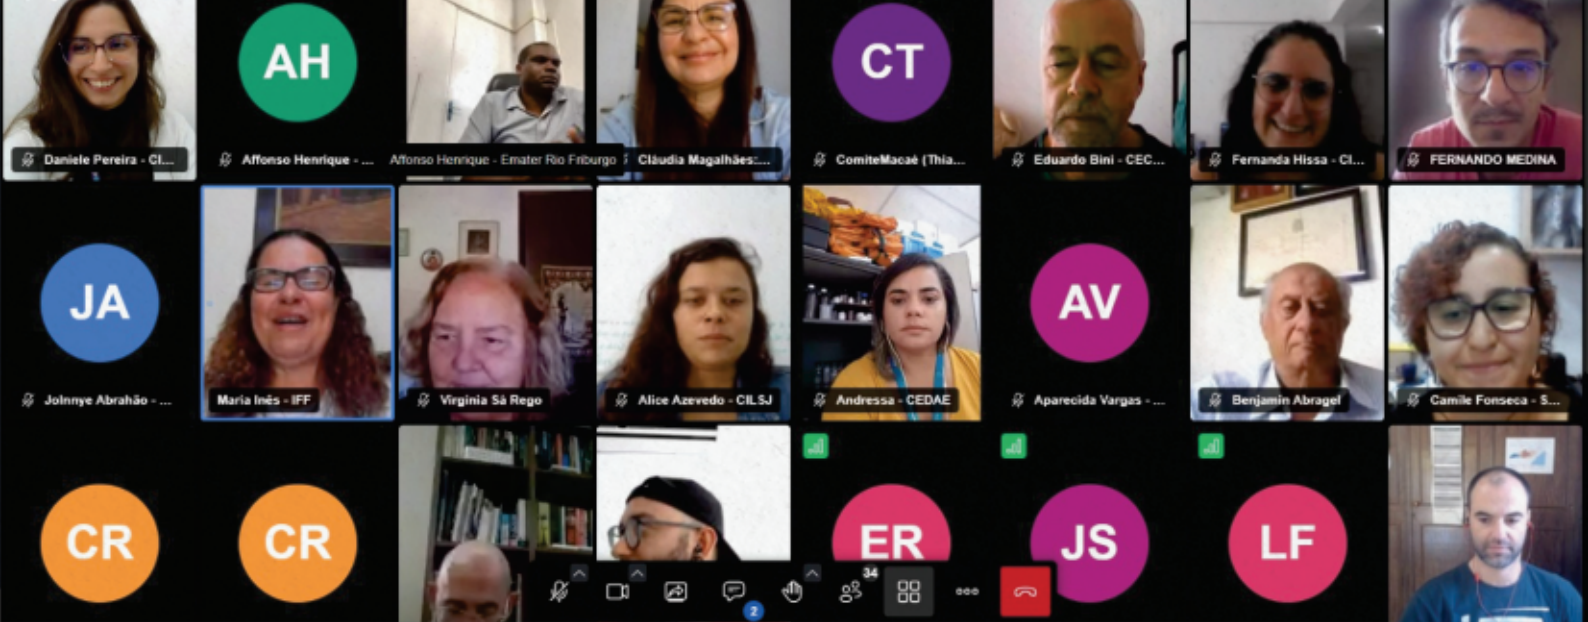 AH
CT
Daniele Pereira - CI...
Affonso Henrique - ...
Affonso Henrique - Emater Rio Friburgo
Cláudia Magalhães:...
ComiteMacaé (Thia...
Eduardo Bini - CEC...
Fernanda Hissa - CI...
FERNANDO MEDINA
JA
AV
Jolnnye Abrahão - ...
Maria Inês - IFF
Virginia Sá Rego
Alice Azevedo - CILSJ
Andressa - CEDAE
Aparecida Vargas - ...
Benjamin Abragel
Camile Fonseca - S...
CR
CR
ER
JS
LF
34
2